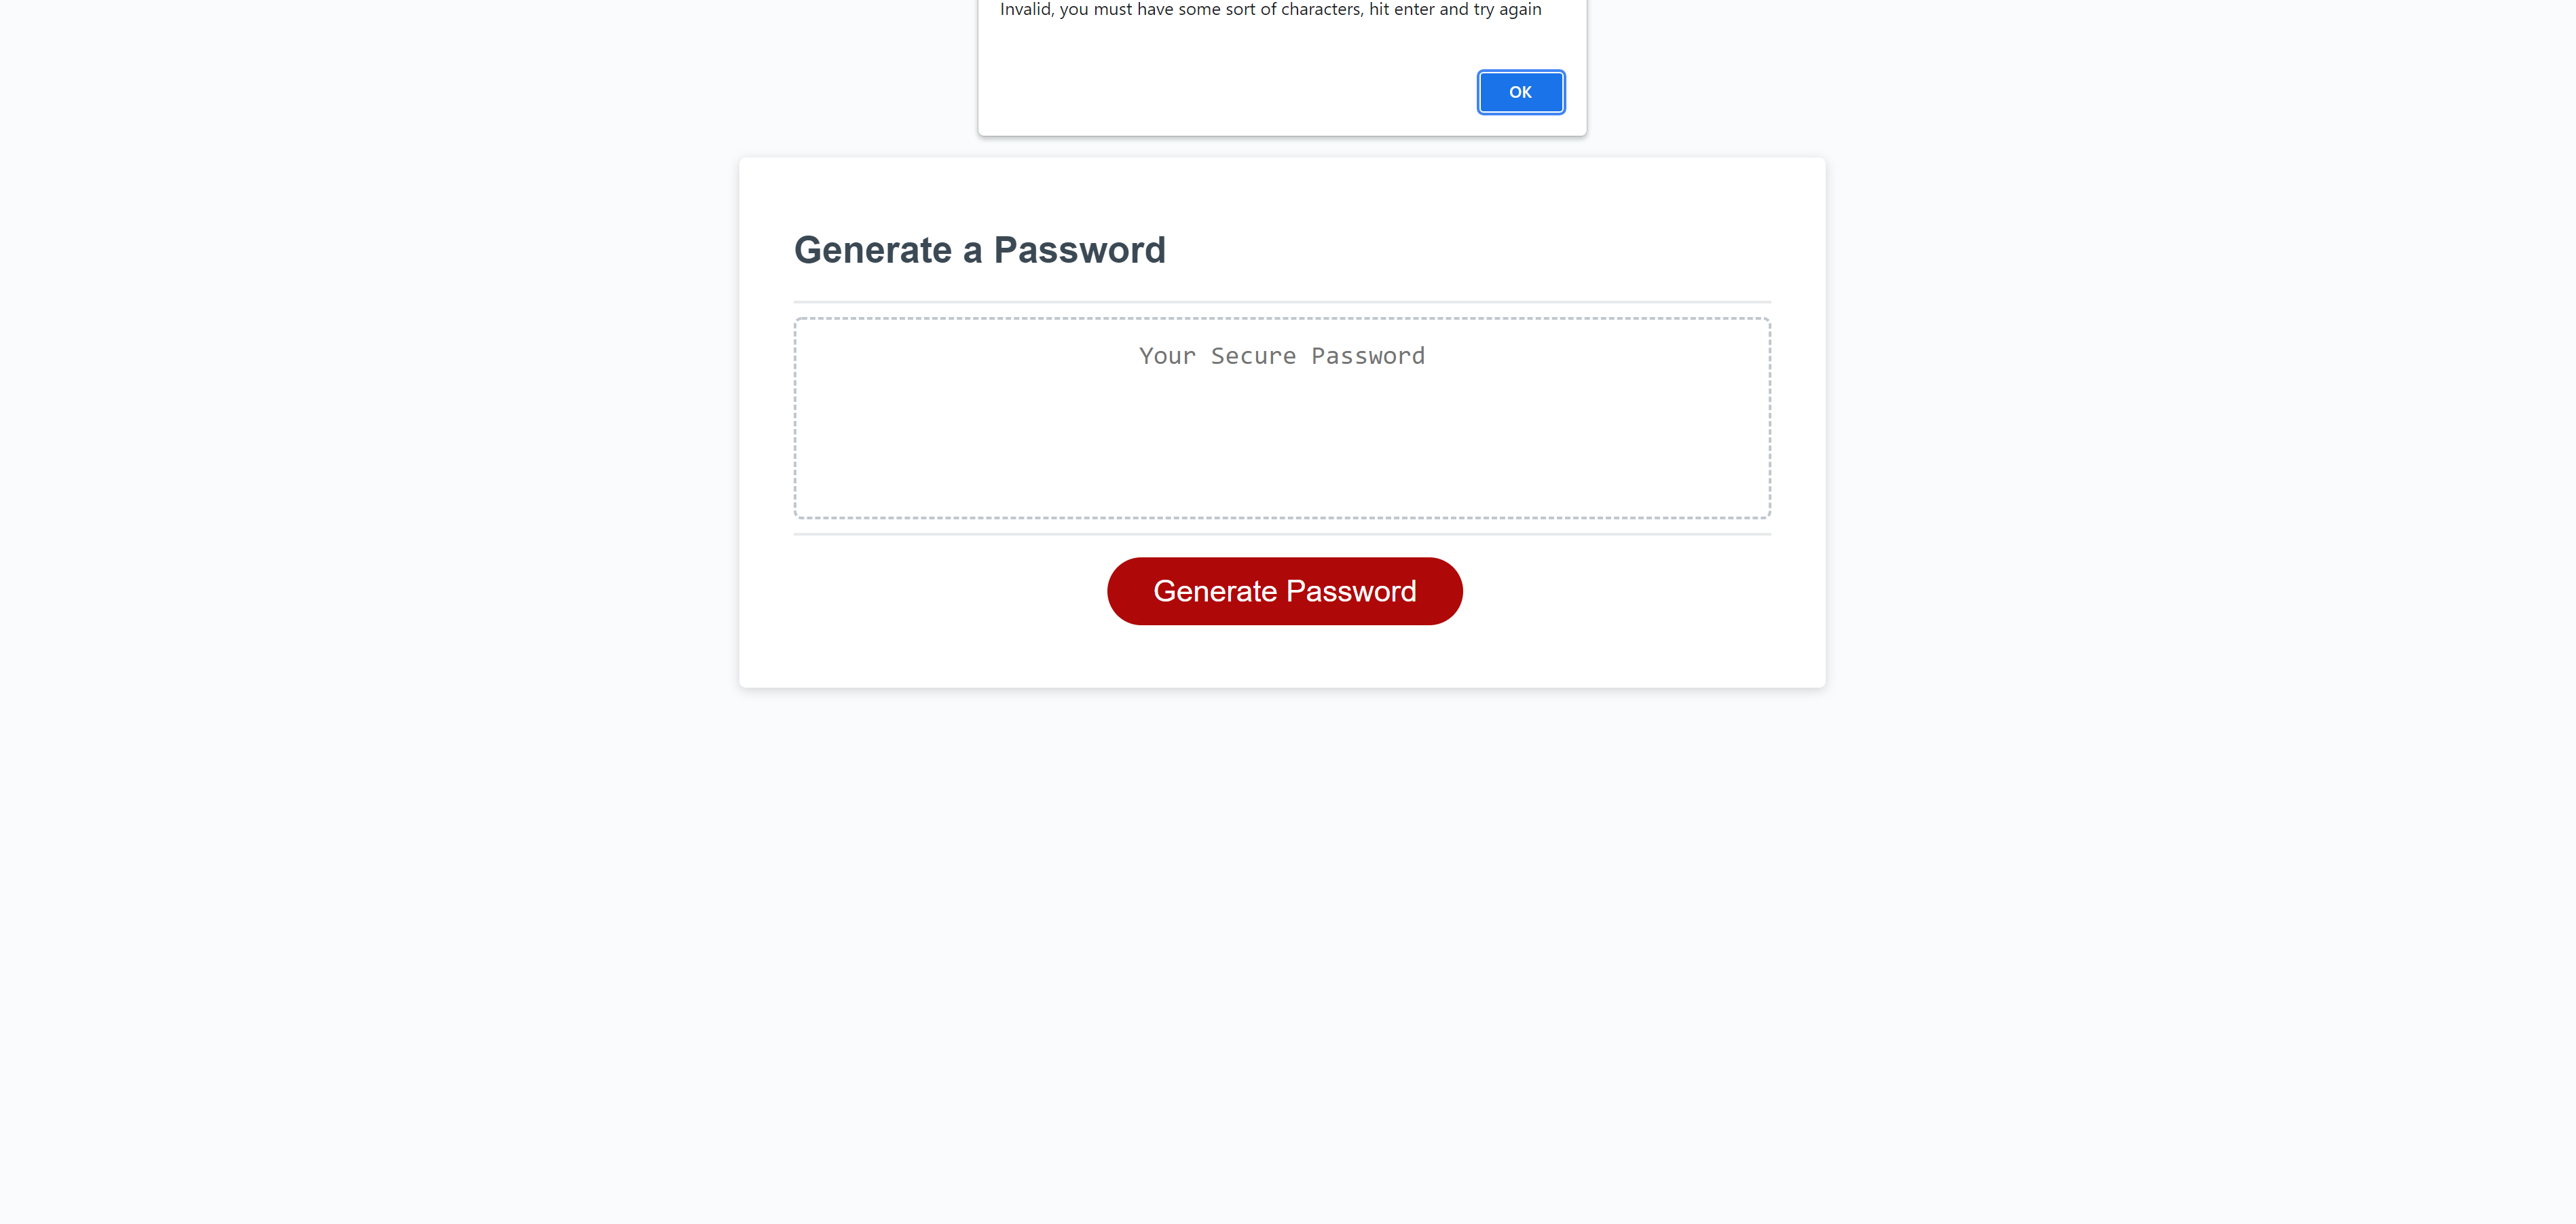 Invalid, you must have some sort of characters, hit enter and try again
OK
Generate a Password
Your Secure Password
Generate Password